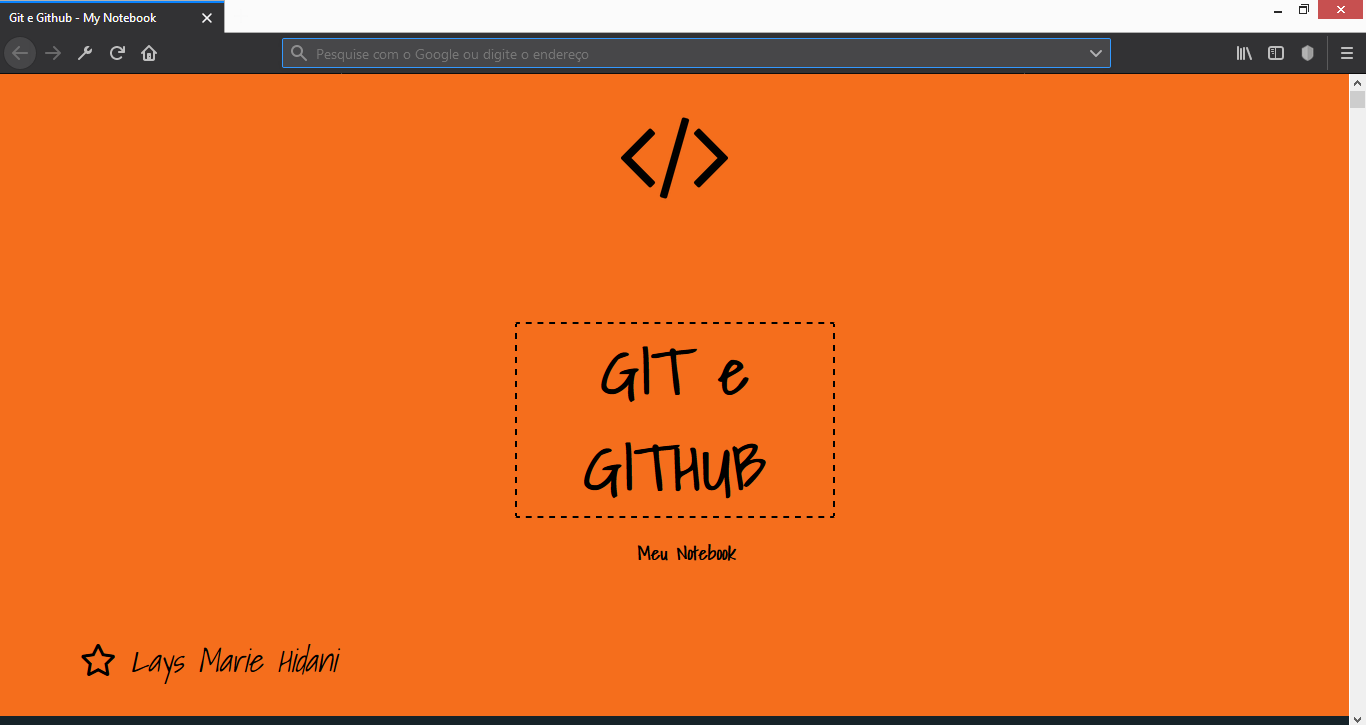 Git e Github - My Notebook
Pesquise com o Google ou digite o endereço
</>
GIT e
GITHUB
Meu Notebook
Lays Marie Hidani